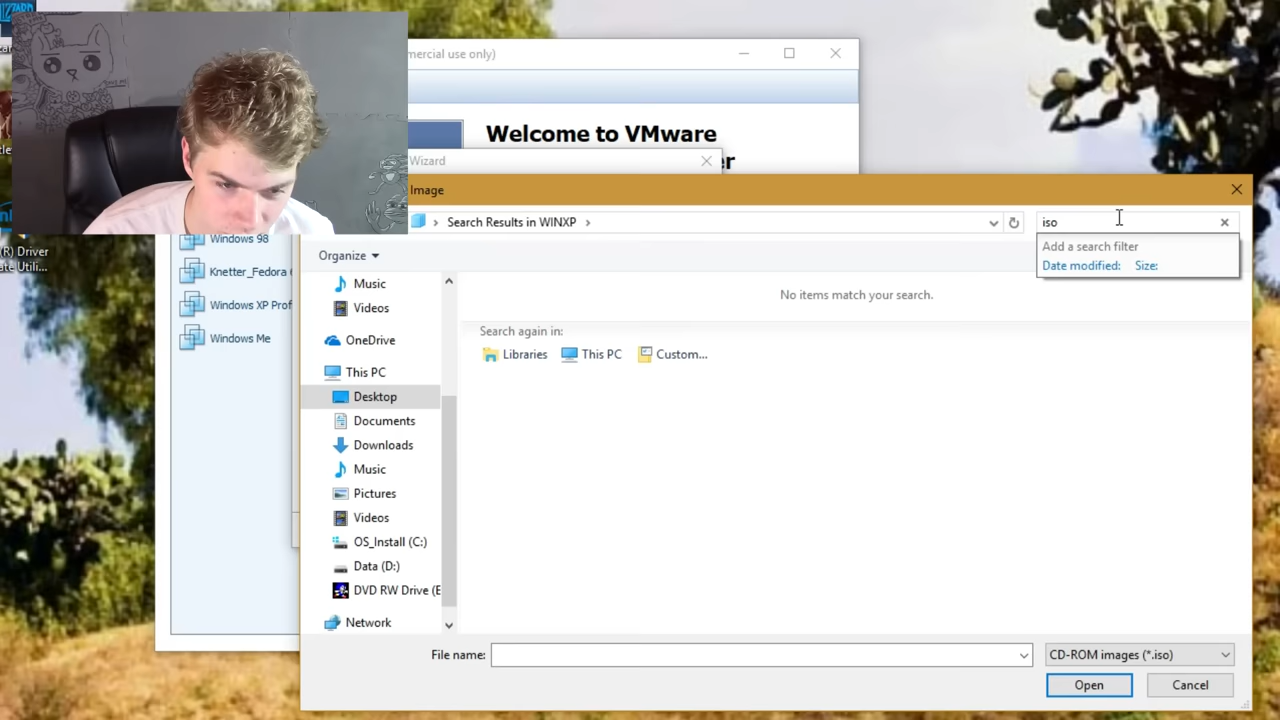 mercial use only)
Welcome to VMware
er
Wizard
Image
Search Results in WINXP
iso
Add a search filter
Date modified:
Size:
Organize
No items match your search.
Search again in:
Libraries
This PC
Custom...
(R) Driver
ate Utili...
Windows 98
Knetter_Fedora 6
Windows XP Prof
Windows Me
Music
Videos
OneDrive
This PC
Desktop
Documents
Downloads
Music
Pictures
Videos
OS_Install (C:)
Data (D:)
DVD RW Drive (E
Network
File name:
CD-ROM images (*.iso)
Open
Cancel